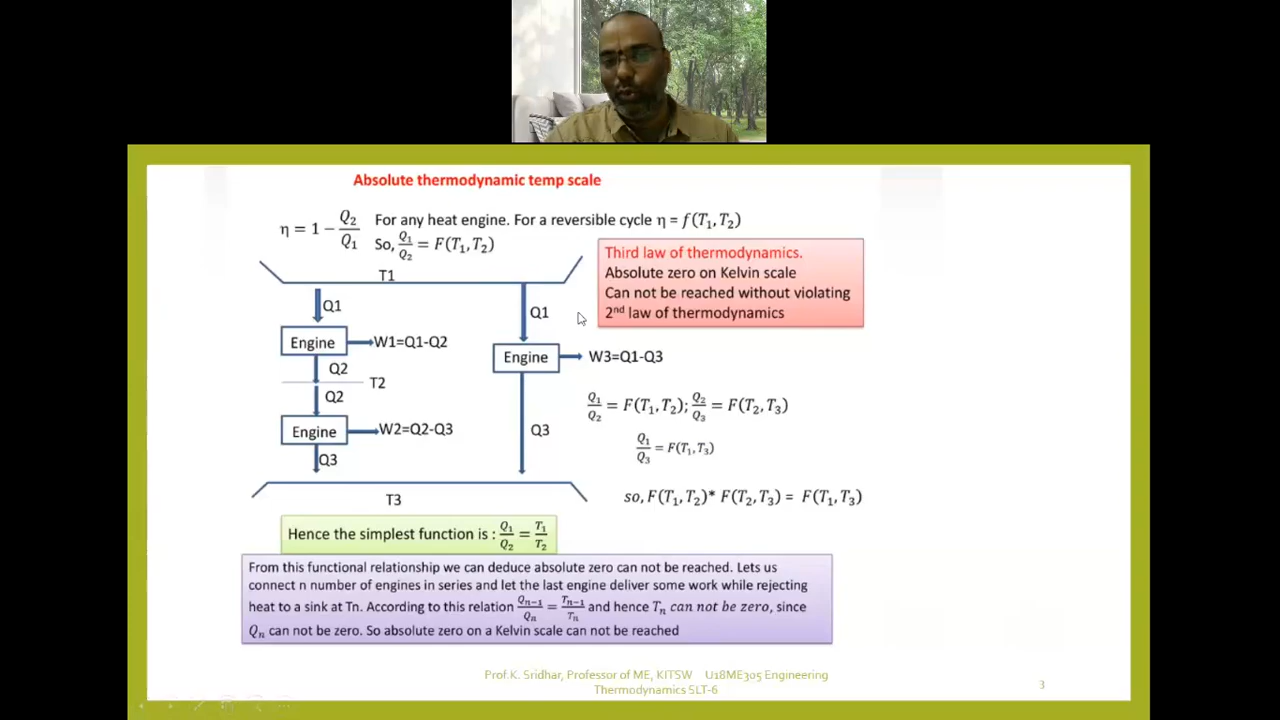 Absolute thermodynamic temp scale
η = 1 − Q₂/Q₁ For any heat engine. For a reversible cycle η = f(T₁,T₂)
So, Q₁/Q₂ = F(T₁,T₂)
Third law of thermodynamics.
Absolute zero on Kelvin scale
Can not be reached without violating
2ⁿᵈ law of thermodynamics
T1
Q1
Engine
W1=Q1-Q2
Q2
T2
Q2
Engine
W2=Q2-Q3
Q3
T3
Q1
Engine
W3=Q1-Q3
Q3
Q₁/Q₂ = F(T₁,T₂); Q₂/Q₃ = F(T₂,T₃)
Q₁/Q₃ = F(T₁,T₃)
so, F(T₁,T₂)* F(T₂,T₃) = F(T₁,T₃)
Hence the simplest function is : Q₁/Q₂ = T₁/T₂
From this functional relationship we can deduce absolute zero can not be reached. Lets us
connect n number of engines in series and let the last engine deliver some work while rejecting
heat to a sink at Tn. According to this relation Qₙ₋₁/Qₙ = Tₙ₋₁/Tₙ and hence Tₙ can not be zero, since
Qₙ can not be zero. So absolute zero on a Kelvin scale can not be reached
Prof.K. Sridhar, Professor of ME, KITSW U18ME305 Engineering
Thermodynamics SLT-6
3